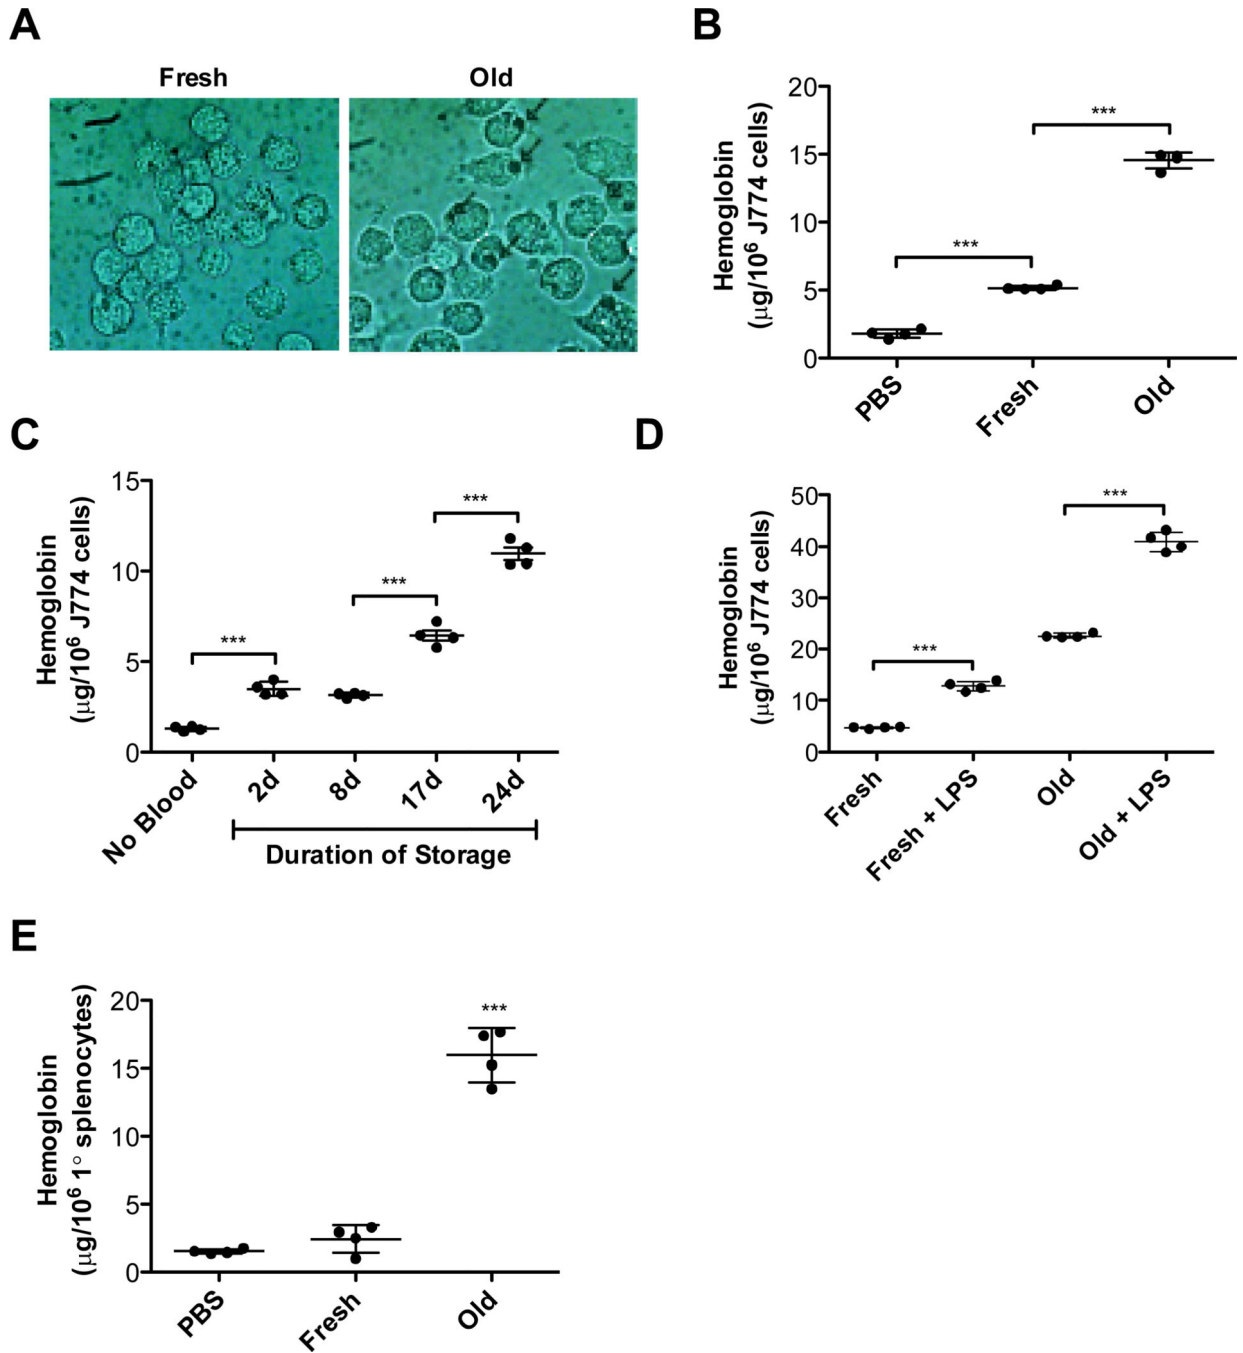 A
Fresh
Old
B
Hemoglobin
(μg/10⁶ J774 cells)
20
15
10
5
0
***
***
PBS
Fresh
Old
C
Hemoglobin
(μg/10⁶ J774 cells)
15
10
5
0
***
***
***
No Blood
2d
8d
17d
24d
Duration of Storage
D
Hemoglobin
(μg/10⁶ J774 cells)
50
40
30
20
10
0
***
***
Fresh
Fresh + LPS
Old
Old + LPS
E
Hemoglobin
(μg/10⁶ 1° splenocytes)
20
15
10
5
0
***
PBS
Fresh
Old